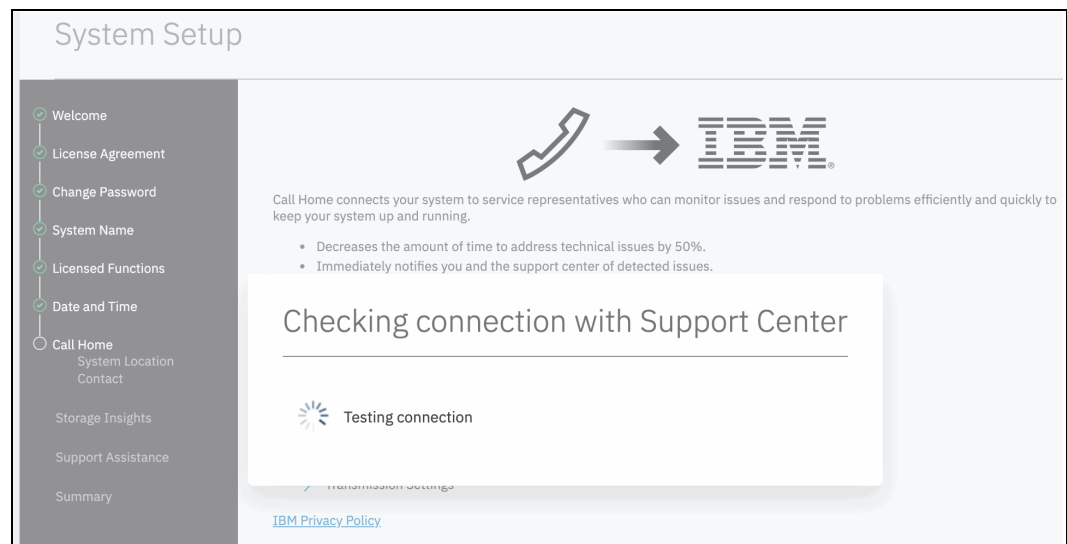 System Setup
Welcome
License Agreement
Change Password
System Name
Licensed Functions
Date and Time
Call Home
System Location
Contact
Storage Insights
Support Assistance
Summary
IBM®
Call Home connects your system to service representatives who can monitor issues and respond to problems efficiently and quickly to
keep your system up and running.
• Decreases the amount of time to address technical issues by 50%.
• Immediately notifies you and the support center of detected issues.
Checking connection with Support Center
Testing connection
Transmission Settings
IBM Privacy Policy